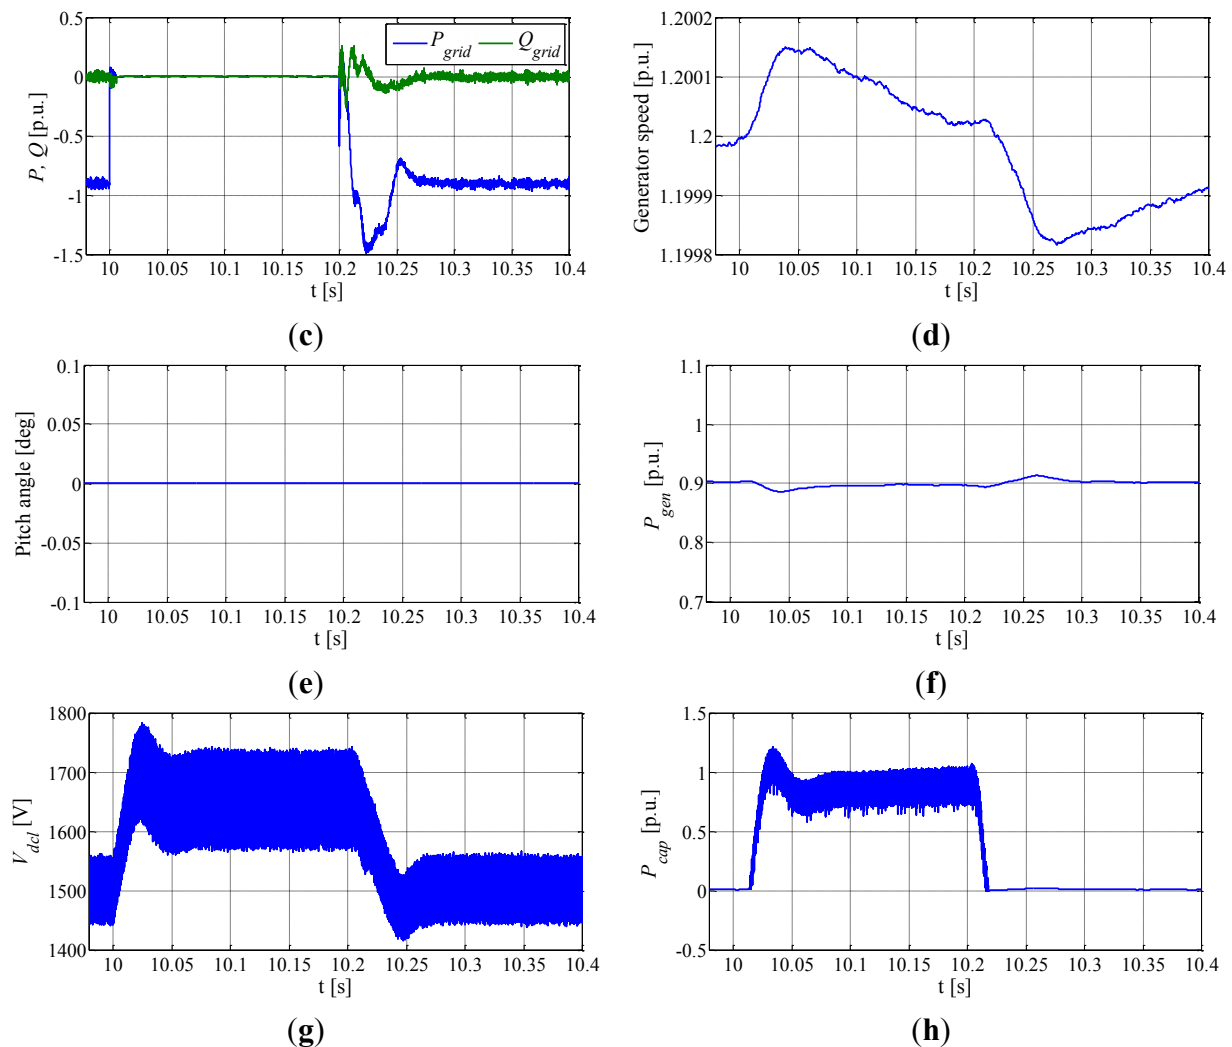 0.5
0
-0.5
-1
-1.5
P, Q [p.u.]
P_grid Q_grid
10 10.05 10.1 10.15 10.2 10.25 10.3 10.35 10.4
t [s]
(c)
1.2002
1.2001
1.2
1.1999
1.1998
Generator speed [p.u.]
10 10.05 10.1 10.15 10.2 10.25 10.3 10.35 10.4
t [s]
(d)
0.1
0.05
0
-0.05
-0.1
Pitch angle [deg]
10 10.05 10.1 10.15 10.2 10.25 10.3 10.35 10.4
t [s]
(e)
1.1
1
0.9
0.8
0.7
P_gen [p.u.]
10 10.05 10.1 10.15 10.2 10.25 10.3 10.35 10.4
t [s]
(f)
1800
1700
1600
1500
1400
V_dcl [V]
10 10.05 10.1 10.15 10.2 10.25 10.3 10.35 10.4
t [s]
(g)
1.5
1
0.5
0
-0.5
P_cap [p.u.]
10 10.05 10.1 10.15 10.2 10.25 10.3 10.35 10.4
t [s]
(h)